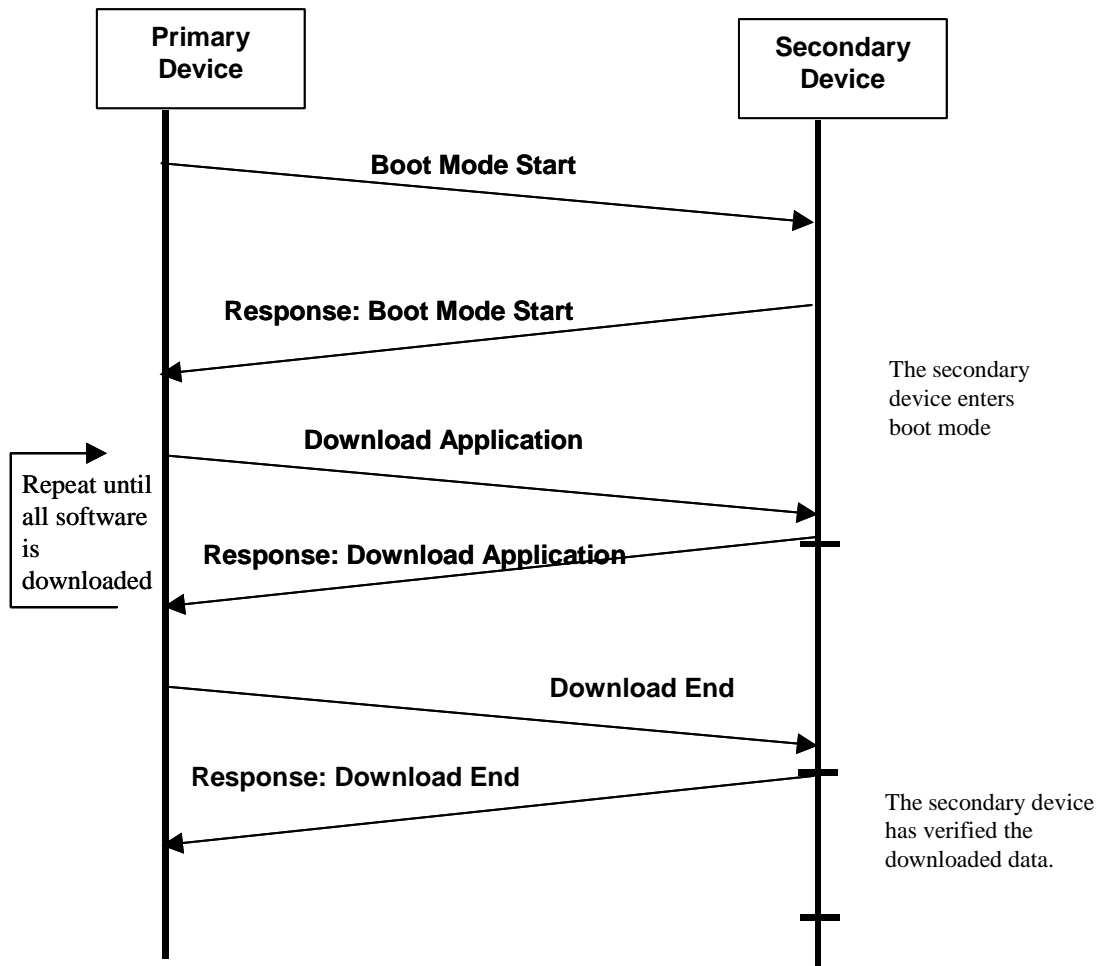 Primary
Device
Secondary
Device
Boot Mode Start
Response: Boot Mode Start
The secondary
device enters
boot mode
Download Application
Repeat until
all software
is
downloaded
Response: Download Application
Download End
Response: Download End
The secondary device
has verified the
downloaded data.